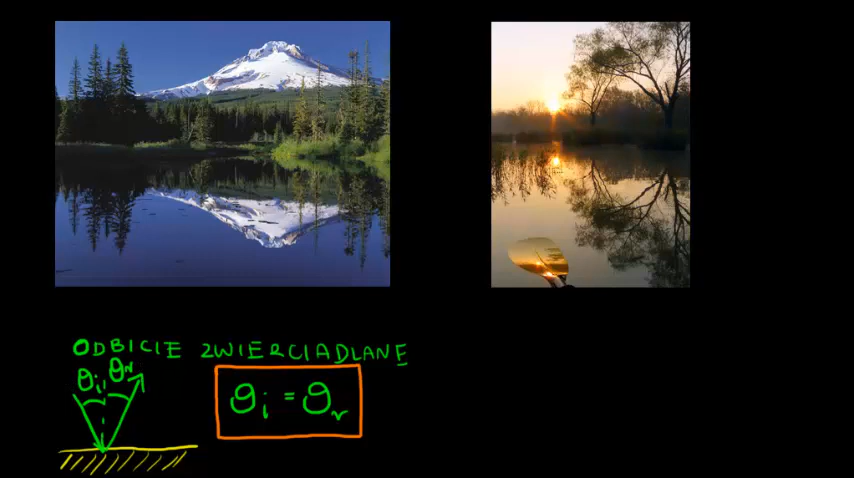 ODBICIE ZWIERCIADLANE
θi, θr
θi = θr